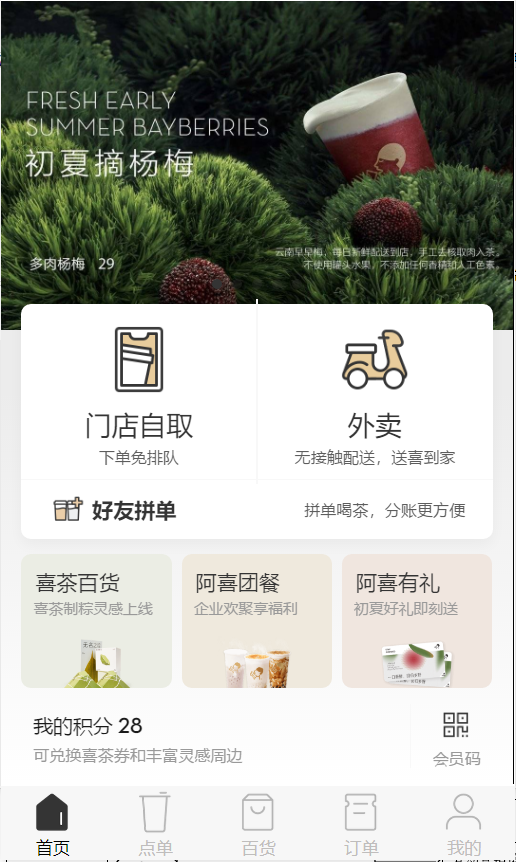 FRESH EARLY
SUMMER BAYBERRIES
初夏摘杨梅
云南早早梅，每日新鲜配送到店，手工去核取肉入茶。
不使用罐头水果，不添加任何香精和人工色素。
多肉杨梅 29
门店自取
下单免排队
外卖
无接触配送，送喜到家
好友拼单
拼单喝茶，分账更方便
喜茶百货
喜茶制粽灵感上线
阿喜团餐
企业欢聚享福利
阿喜有礼
初夏好礼即刻送
我的积分 28
可兑换喜茶券和丰富灵感周边
会员码
首页
点单
百货
订单
我的